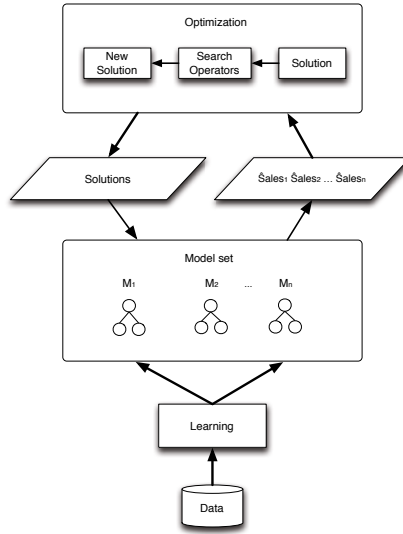 Optimization
New
Solution
Search
Operators
Solution
Solutions
Ŝales₁ Ŝales₂ ... Ŝalesₙ
Model set
M₁ M₂ ... Mₙ
Learning
Data